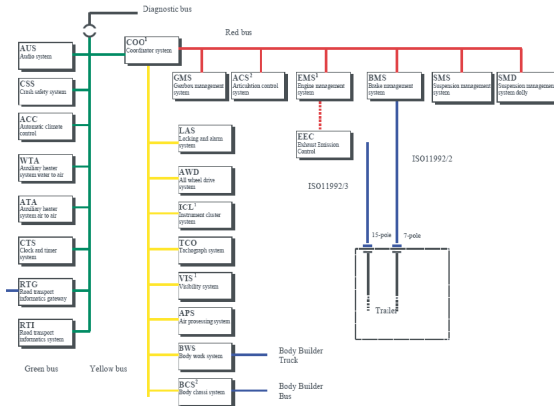 Diagnostic bus
Red bus
COO¹
Coordinator system
AUS
Audio system
CSS
Crash safety system
ACC
Automatic climate
control
WTA
Auxiliary heater
system water to air
ATA
Auxiliary heater
system air to air
CTS
Clock and timer
system
RTG
Road transport
informatics gateway
RTI
Road transport
informatics system
Green bus
Yellow bus
GMS
Gearbox management
system
ACS²
Articulation control
system
EMS¹
Engine management
system
BMS
Brake management
system
SMS
Suspension management
system
SMD
Suspension management
system dolly
EEC
Exhaust Emission
Control
LAS
Locking and alarm
system
AWD
All wheel drive
system
ICL¹
Instrument cluster system
TCO
Tachograph system
VIS¹
Visibility system
APS
Air processing system
BWS
Body work system
BCS²
Body chassi system
Body Builder
Truck
Body Builder
Bus
ISO11992/2
ISO11992/3
15-pole
7-pole
Trailer